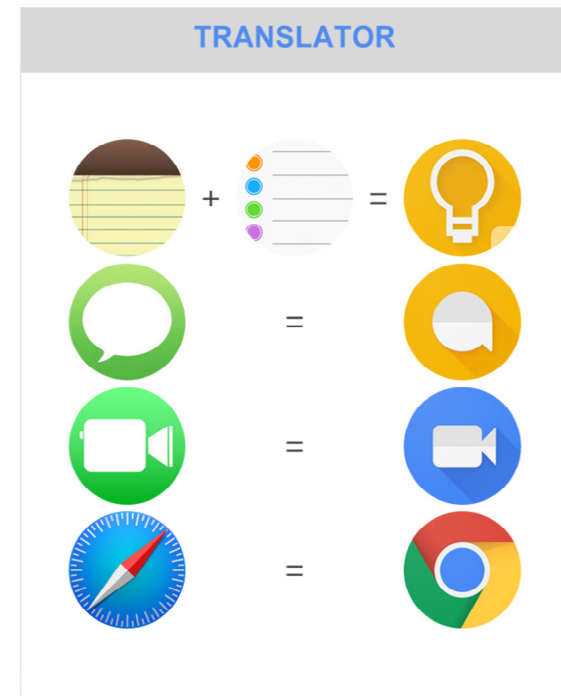 TRANSLATOR
+ =
=
=
=